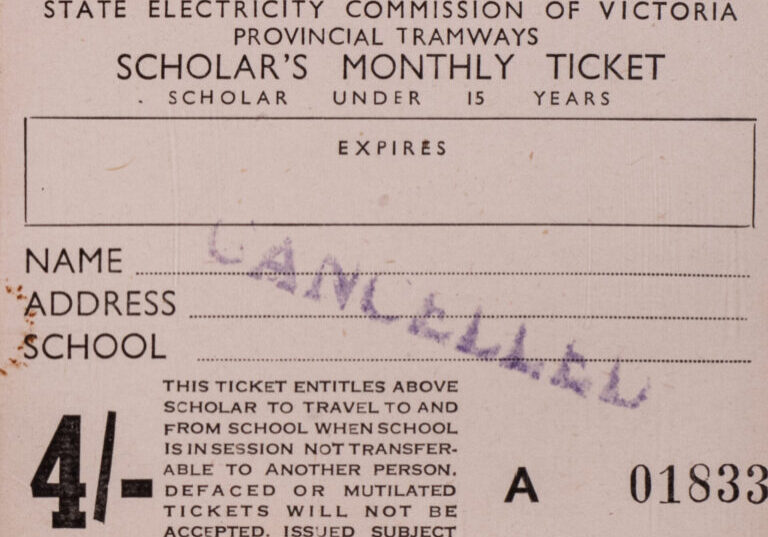 STATE ELECTRICITY COMMISSION OF VICTORIA
PROVINCIAL TRAMWAYS
SCHOLAR'S MONTHLY TICKET
SCHOLAR UNDER 15 YEARS
EXPIRES
CANCELLED
NAME
ADDRESS
SCHOOL
THIS TICKET ENTITLES ABOVE
SCHOLAR TO TRAVEL TO AND
FROM SCHOOL WHEN SCHOOL
IS IN SESSION NOT TRANSFER-
ABLE TO ANOTHER PERSON.
DEFACED OR MUTILATED
TICKETS WILL NOT BE
ACCEPTED. ISSUED SUBJECT
4/-
A 01833